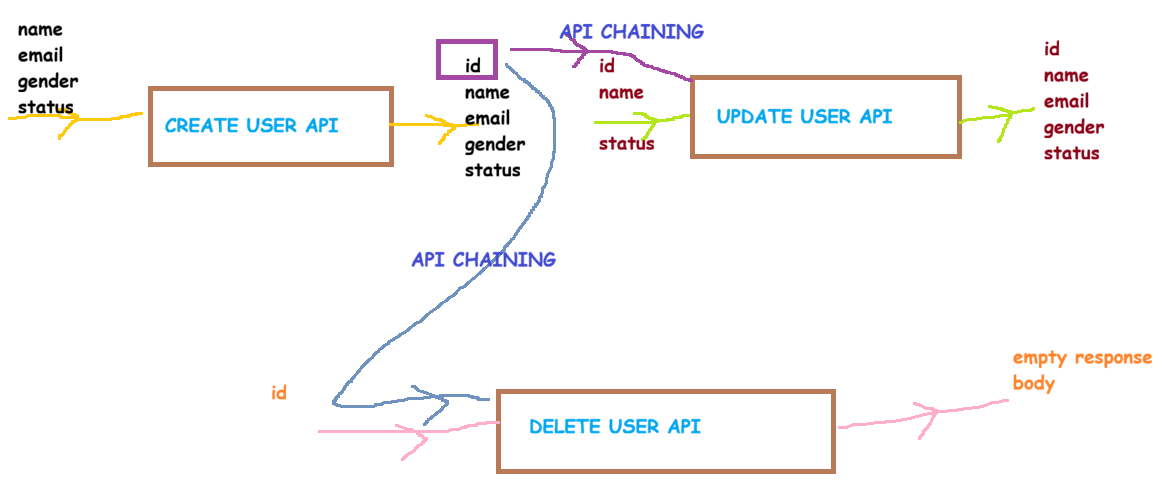 name
email
gender
status
CREATE USER API
id
name
email
gender
status
API CHAINING
id
name
status
UPDATE USER API
id
name
email
gender
status
API CHAINING
id
DELETE USER API
empty response
body